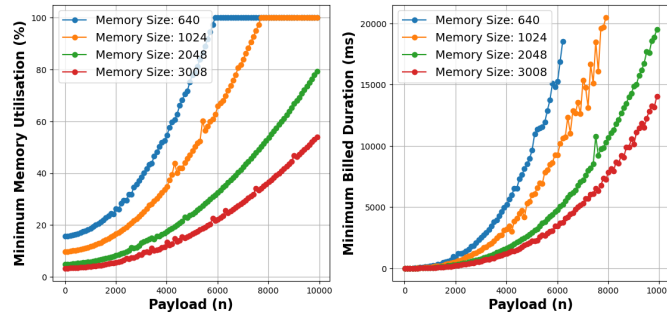 Minimum Memory Utilisation (%)
100
80
60
40
20
0
Memory Size: 640
Memory Size: 1024
Memory Size: 2048
Memory Size: 3008
0 2000 4000 6000 8000 10000
Payload (n)
Minimum Billed Duration (ms)
20000
15000
10000
5000
0
Memory Size: 640
Memory Size: 1024
Memory Size: 2048
Memory Size: 3008
0 2000 4000 6000 8000 10000
Payload (n)